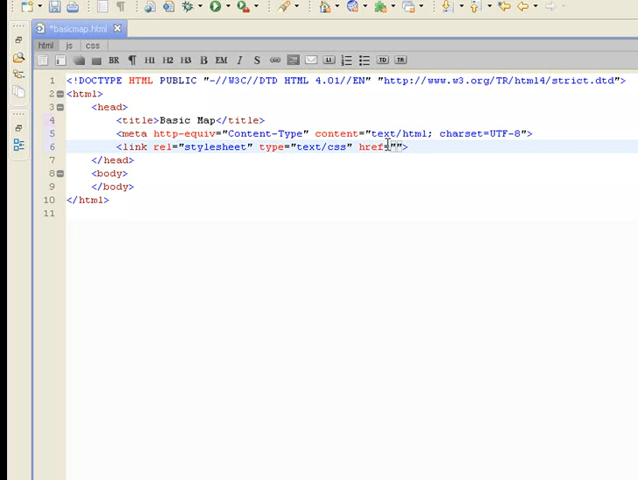 *basicmap.html
html js css
BR H1 H2 H3 B EM I S TD TR
1 <!DOCTYPE HTML PUBLIC "-//W3C//DTD HTML 4.01//EN" "http://www.w3.org/TR/html4/strict.dtd">
2 <html>
3 <head>
4 <title>Basic Map</title>
5 <meta http-equiv="Content-Type" content="text/html; charset=UTF-8">
6 <link rel="stylesheet" type="text/css" href="">
7 </head>
8 <body>
9 </body>
10 </html>
11